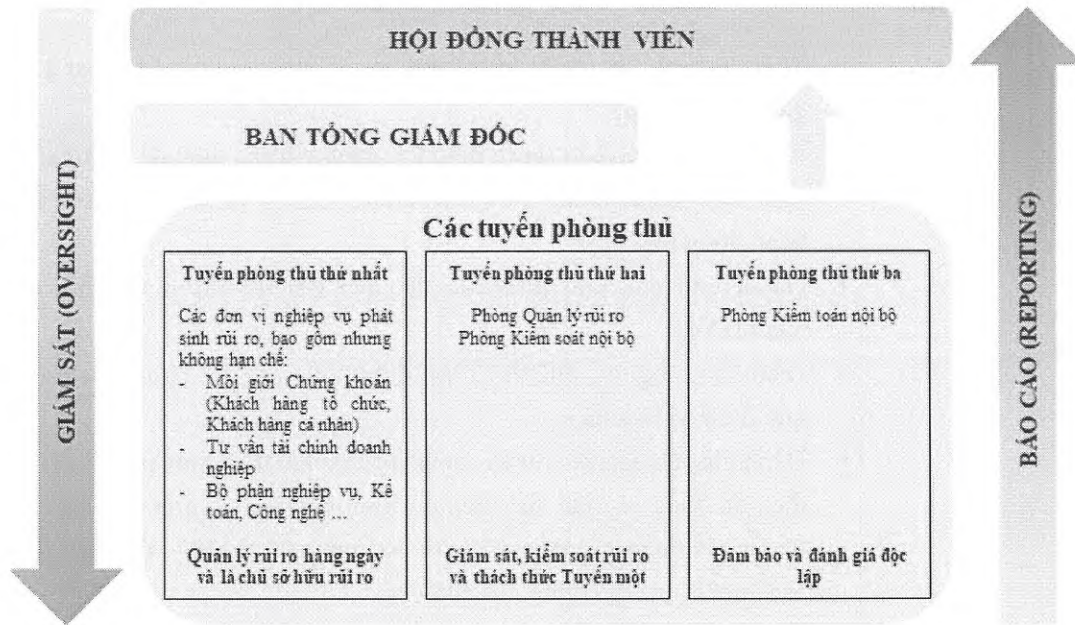 HỘI ĐỒNG THÀNH VIÊN
BAN TỔNG GIÁM ĐỐC
GIÁM SÁT (OVERSIGHT)
BÁO CÁO (REPORTING)
Các tuyến phòng thủ
Tuyến phòng thủ thứ nhất
Các đơn vị nghiệp vụ phát
sinh rủi ro, bao gồm nhưng
không hạn chế:
- Môi giới Chứng khoán
(Khách hàng tổ chức,
Khách hàng cá nhân)
- Tư vấn tài chính doanh
nghiệp
- Bộ phận nghiệp vụ, Kế
toán, Công nghệ ...
Quản lý rủi ro hàng ngày
và là chủ sở hữu rủi ro
Tuyến phòng thủ thứ hai
Phòng Quản lý rủi ro
Phòng Kiểm soát nội bộ
Giám sát, kiểm soát rủi ro
và thách thức Tuyến một
Tuyến phòng thủ thứ ba
Phòng Kiểm toán nội bộ
Đảm bảo và đánh giá độc
lập